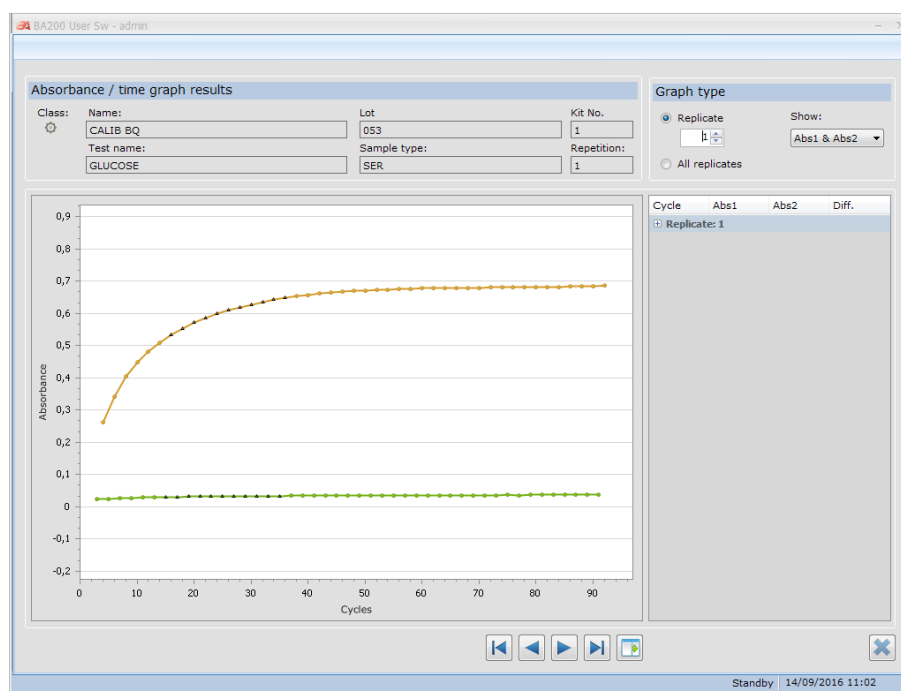 BA200 User Sw - admin
Absorbance / time graph results
Class:
Name:
Lot
Kit No.
CALIB BQ
053
1
Test name:
Sample type:
Repetition:
GLUCOSE
SER
1
Graph type
Replicate
Show:
1
Abs1 & Abs2
All replicates
0,9
0,8
0,7
0,6
0,5
0,4
0,3
0,2
0,1
0
-0,1
-0,2
Absorbance
0 10 20 30 40 50 60 70 80 90
Cycles
Cycle Abs1 Abs2 Diff.
Replicate: 1
Standby 14/09/2016 11:02